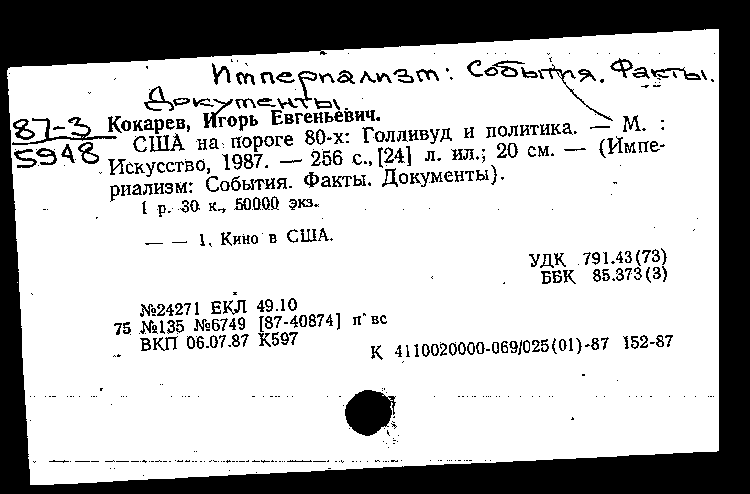 Империализм: События. Факты.
Документы.
87-3
5948
Кокарев, Игорь Евгеньевич.
США на пороге 80-х: Голливуд и политика. — М. :
Искусство, 1987. — 256 с., [24] л. ил.; 20 см. — (Импе-
риализм: События. Факты. Документы).
1 р. 30 к., 50000 экз.
— — 1. Кино в США.
УДК 791.43(73)
ББК 85.373(3)
№24271 ЕКЛ 49.10
75 №135 №6749 [87-40874] п вс
ВКП 06.07.87 К597
К 4110020000-069/025(01)-87 152-87